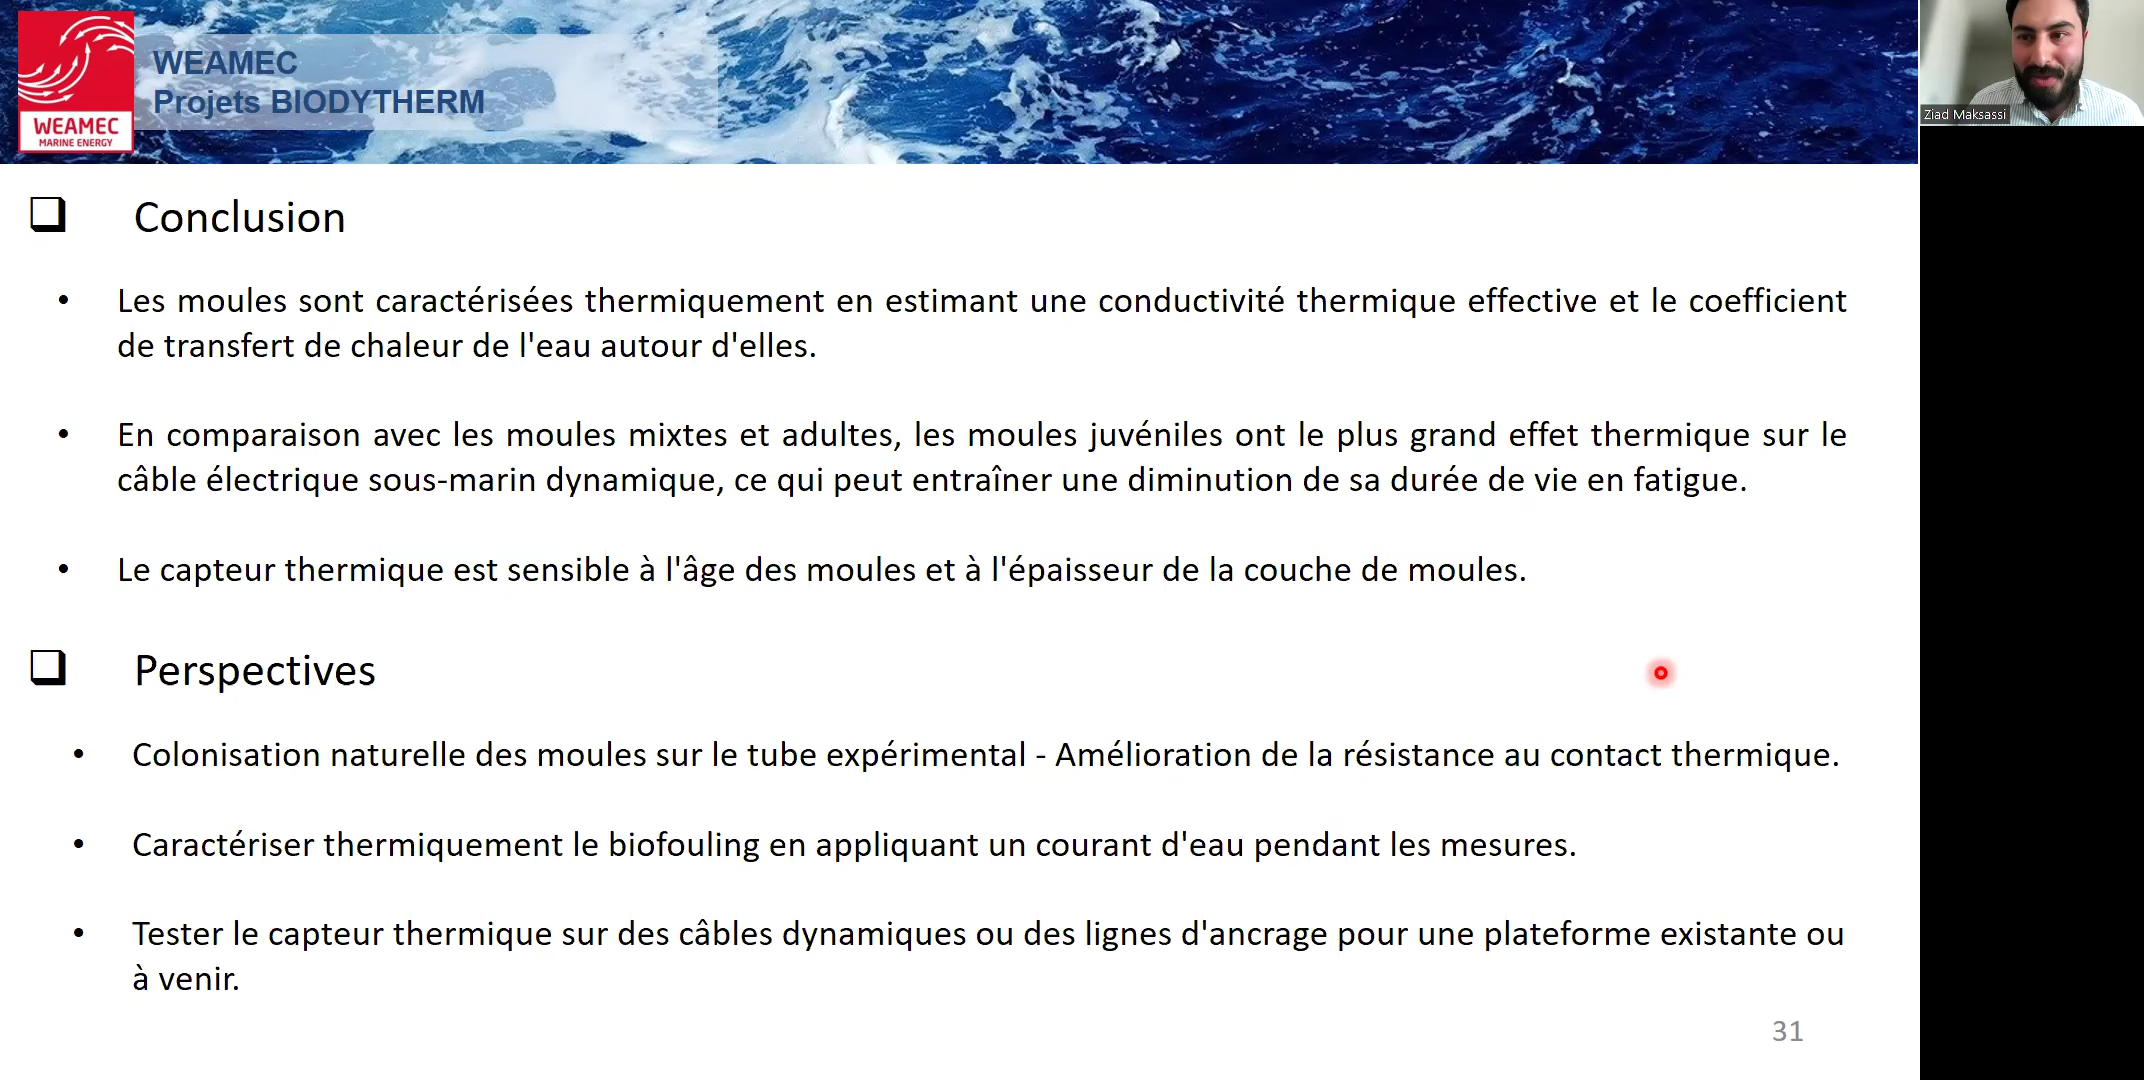 WEAMEC
Projets BIODYTHERM
WEAMEC
MARINE ENERGY
Ziad Maksassi
Conclusion
• Les moules sont caractérisées thermiquement en estimant une conductivité thermique effective et le coefficient
de transfert de chaleur de l'eau autour d'elles.
• En comparaison avec les moules mixtes et adultes, les moules juvéniles ont le plus grand effet thermique sur le
câble électrique sous-marin dynamique, ce qui peut entraîner une diminution de sa durée de vie en fatigue.
• Le capteur thermique est sensible à l'âge des moules et à l'épaisseur de la couche de moules.
Perspectives
• Colonisation naturelle des moules sur le tube expérimental - Amélioration de la résistance au contact thermique.
• Caractériser thermiquement le biofouling en appliquant un courant d'eau pendant les mesures.
• Tester le capteur thermique sur des câbles dynamiques ou des lignes d'ancrage pour une plateforme existante ou
à venir.
31